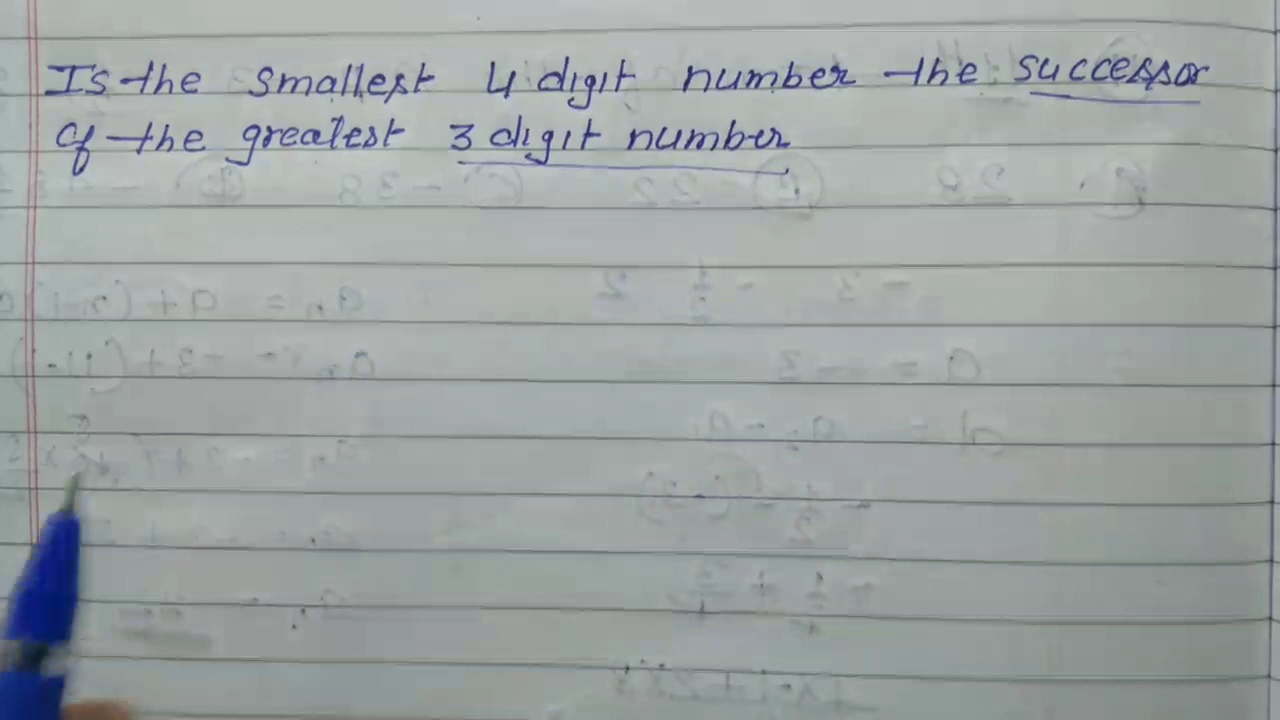 Is the smallest 4 digit number the successor
of the greatest 3 digit number